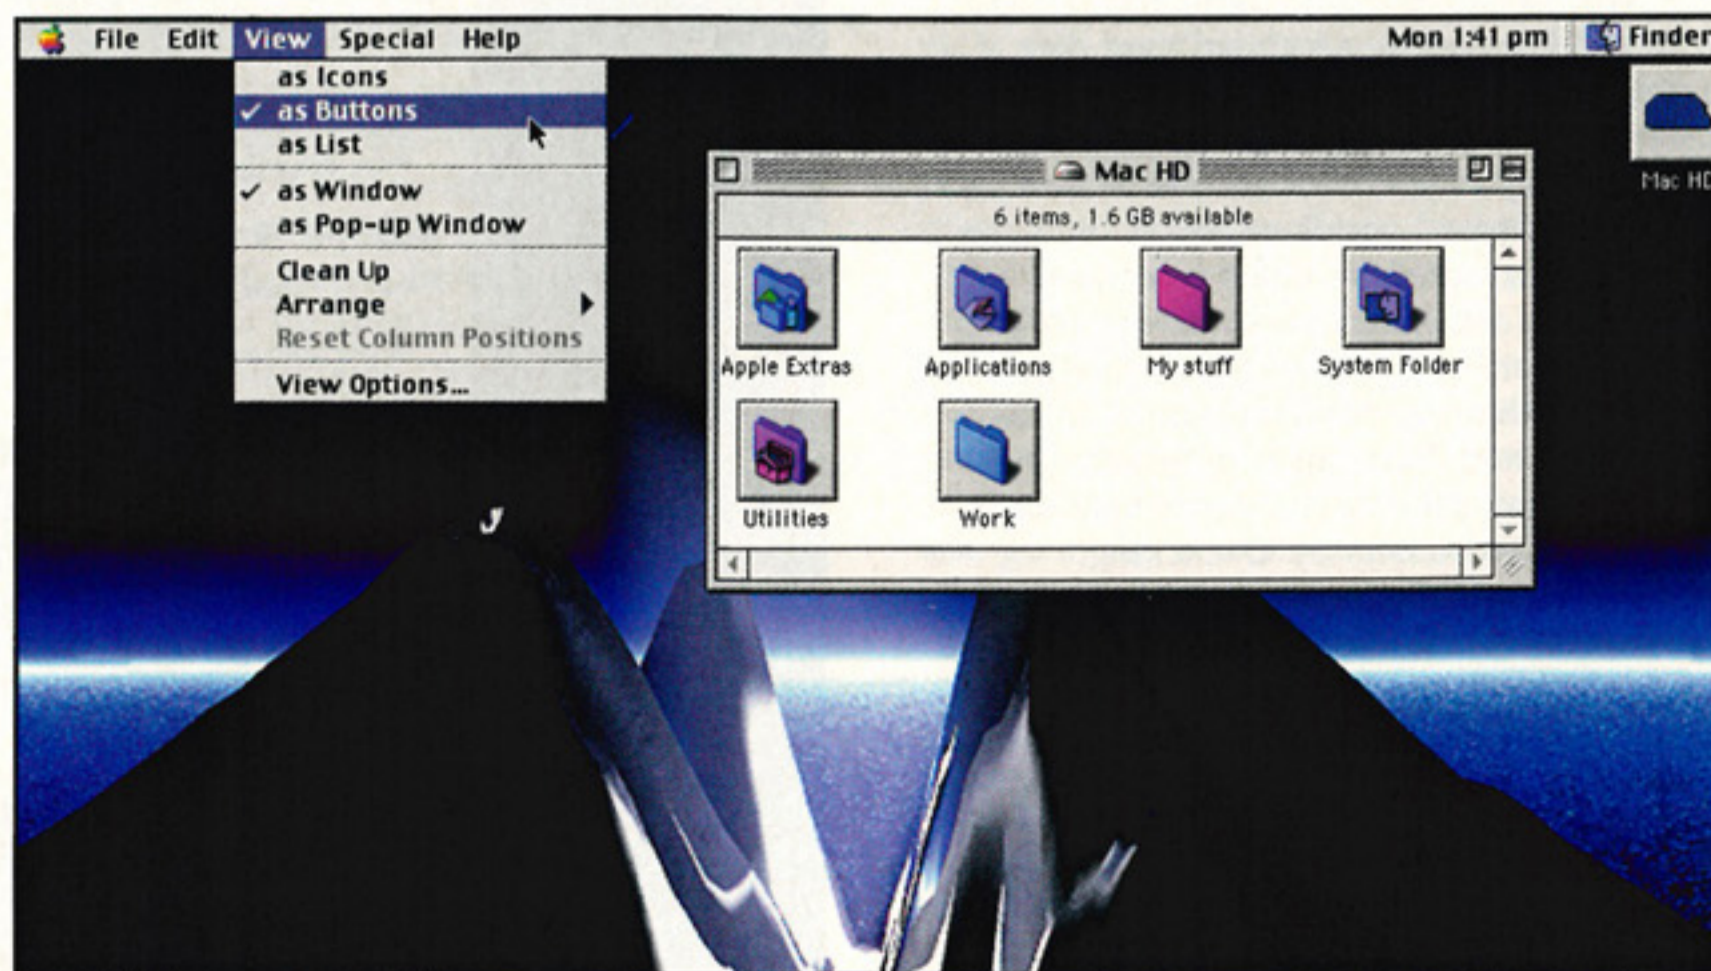 File Edit View Special Help Mon 1:41 pm Finder
as Icons
✓ as Buttons
as List
✓ as Window
as Pop-up Window
Clean Up
Arrange
Reset Column Positions
View Options...
Mac HD
6 items, 1.6 GB available
Apple Extras Applications My stuff System Folder
Utilities Work
Mac HD